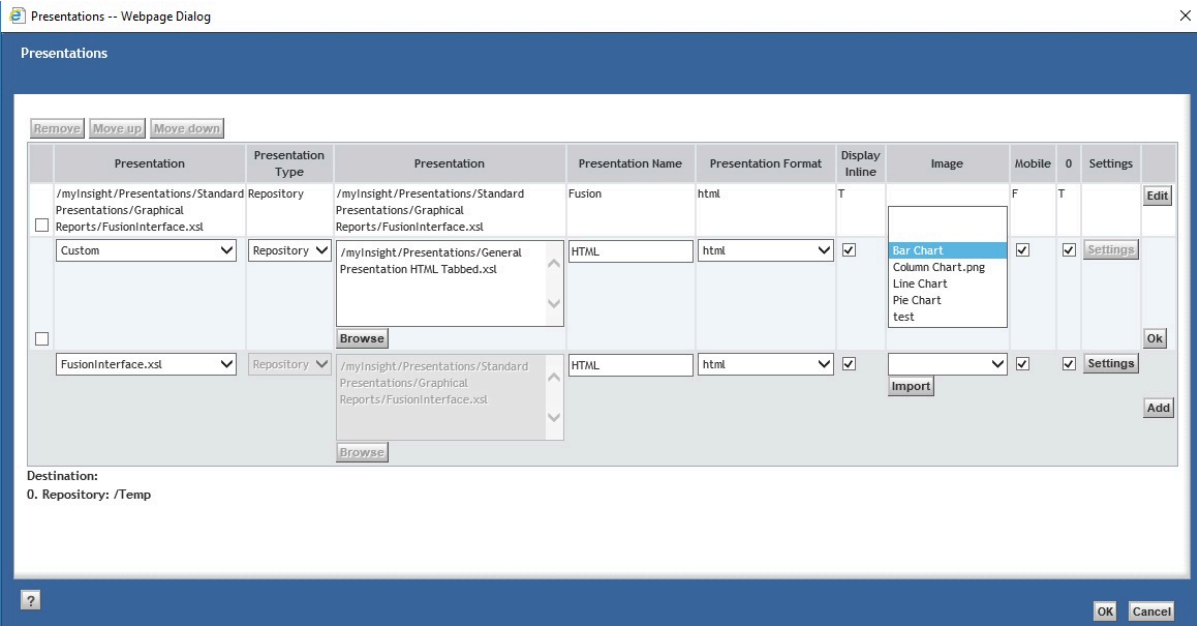 Presentations -- Webpage Dialog
Presentations
Remove Move up Move down
Presentation
Presentation Type
Presentation
Presentation Name
Presentation Format
Display Inline
Image
Mobile
0
Settings
/myInsight/Presentations/Standard
Presentations/Graphical
Reports/FusionInterface.xsl
Repository
/myInsight/Presentations/Standard
Presentations/Graphical
Reports/FusionInterface.xsl
Fusion
html
T
F
T
Edit
Custom
Repository
/myInsight/Presentations/General
Presentation HTML Tabbed.xsl
Browse
HTML
html
Bar Chart
Column Chart.png
Line Chart
Pie Chart
test
Settings
Ok
FusionInterface.xsl
Repository
/myInsight/Presentations/Standard
Presentations/Graphical
Reports/FusionInterface.xsl
Browse
HTML
html
Import
Settings
Add
Destination:
0. Repository: /Temp
?
OK Cancel